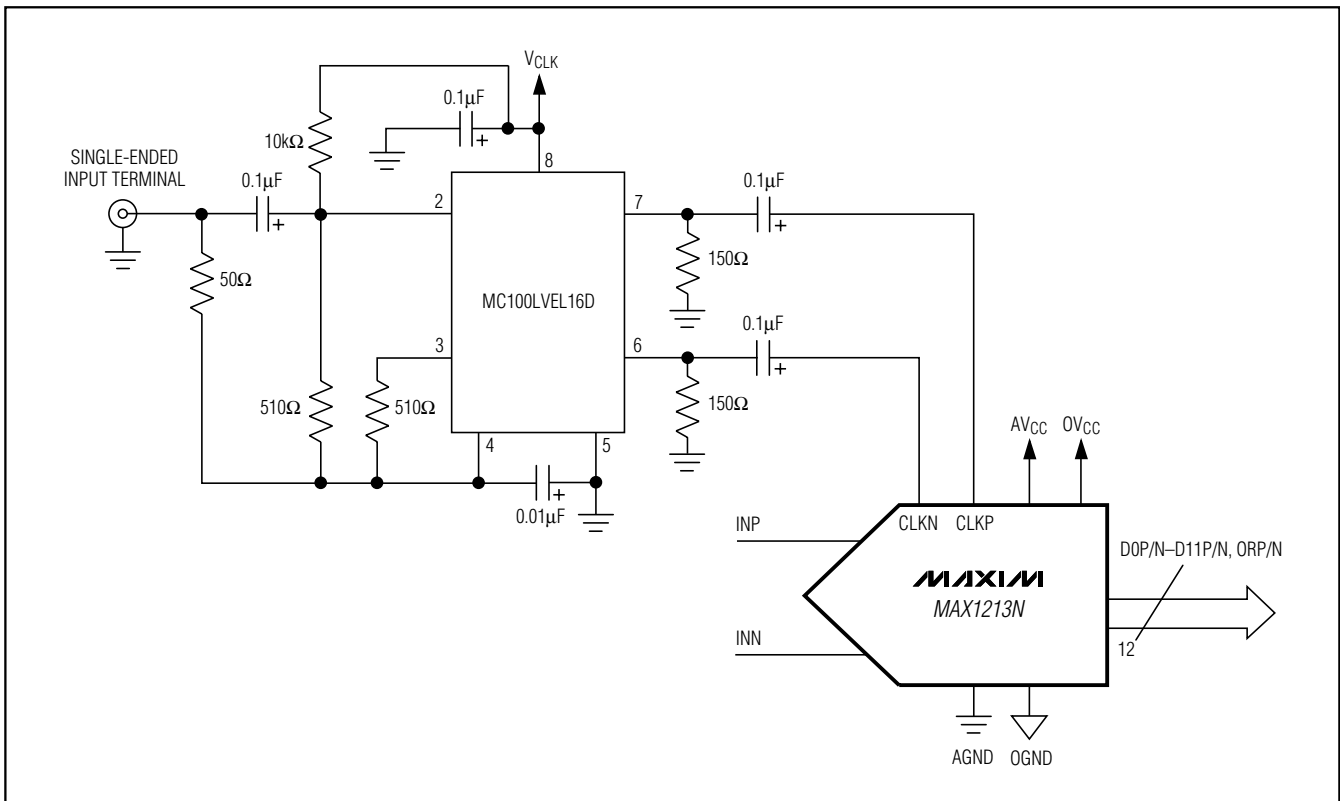 VCLK
0.1μF
10kΩ
SINGLE-ENDED
INPUT TERMINAL
0.1μF
8
2
7
0.1μF
50Ω
150Ω
MC100LVEL16D
0.1μF
3
6
510Ω
510Ω
150Ω
4
5
0.01μF
AVCC
OVCC
CLKN
CLKP
INP
D0P/N–D11P/N, ORP/N
MAXIM
MAX1213N
INN
12
AGND
OGND